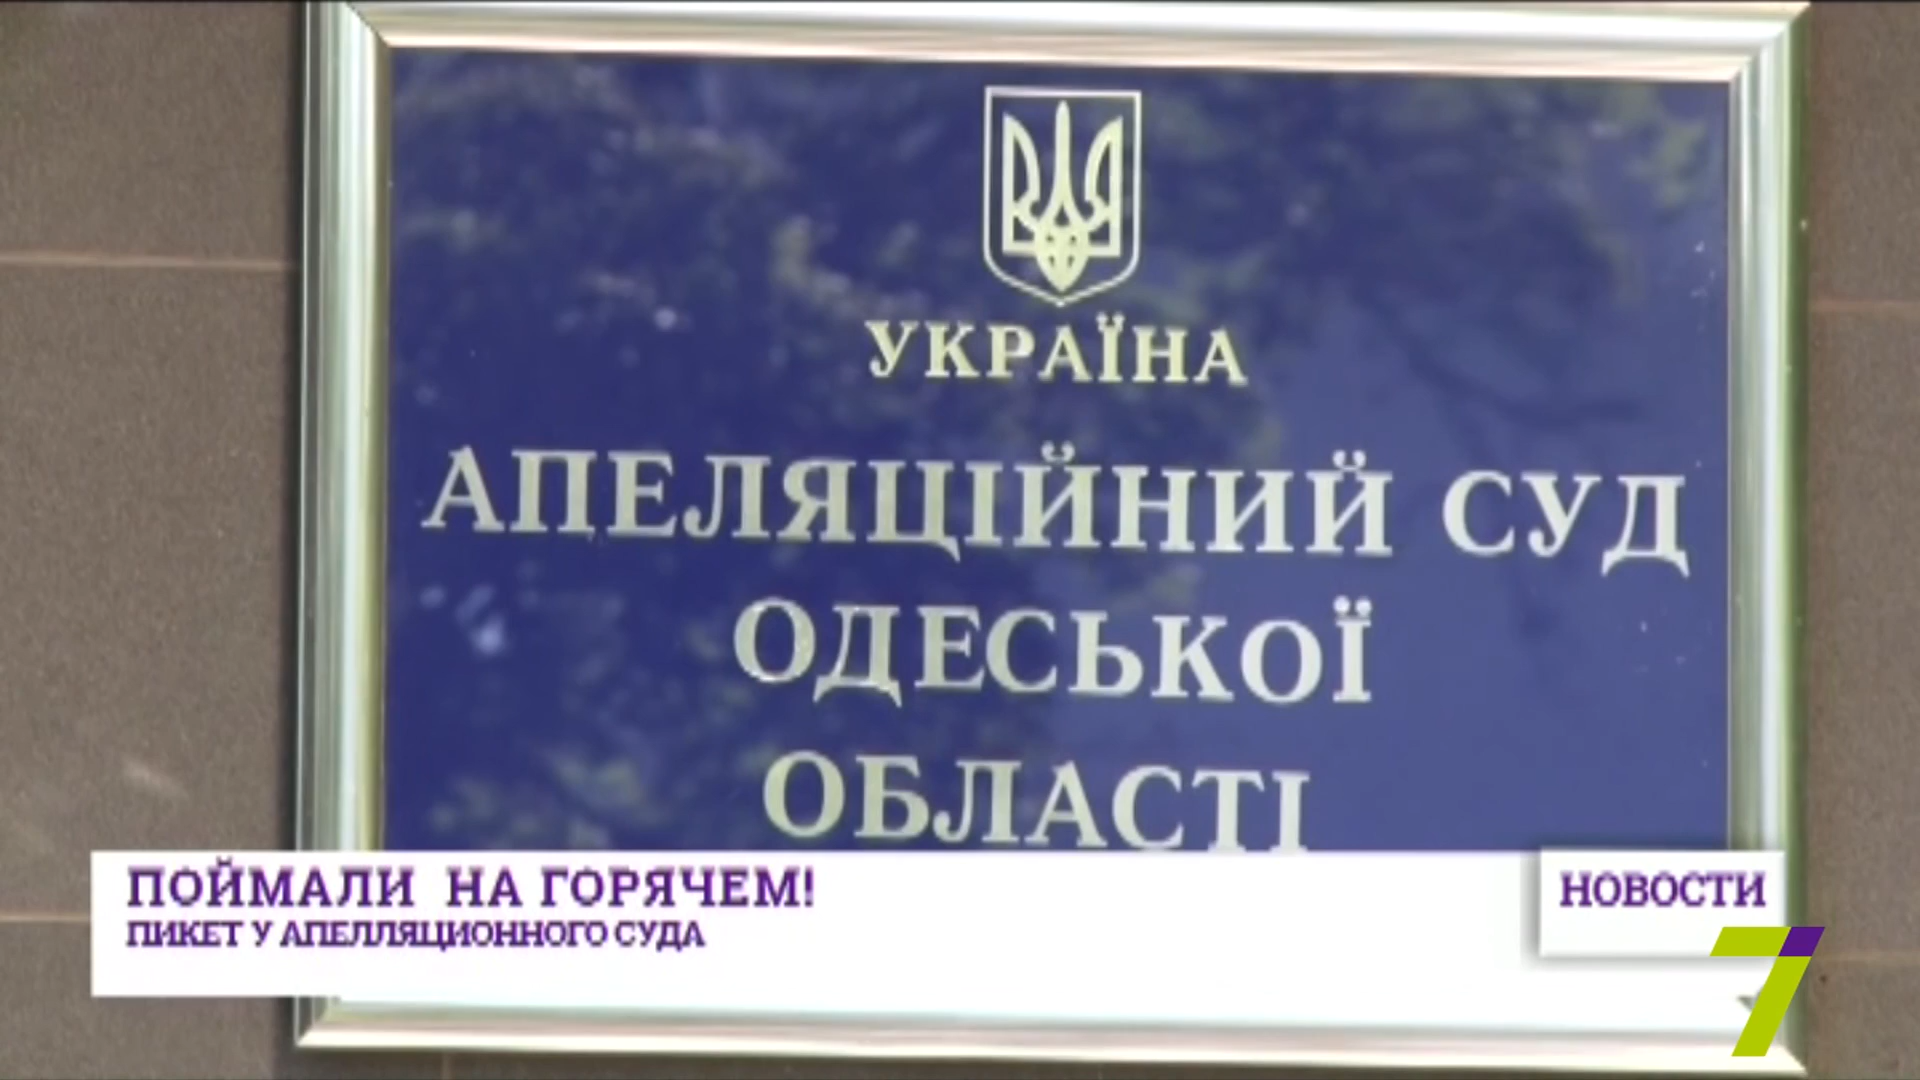 УКРАЇНА
АПЕЛЯЦІЙНИЙ СУД
ОДЕСЬКОЇ
ОБЛАСТІ
ПОЙМАЛИ НА ГОРЯЧЕМ!
ПИКЕТ У АПЕЛЛЯЦИОННОГО СУДА
НОВОСТИ
7